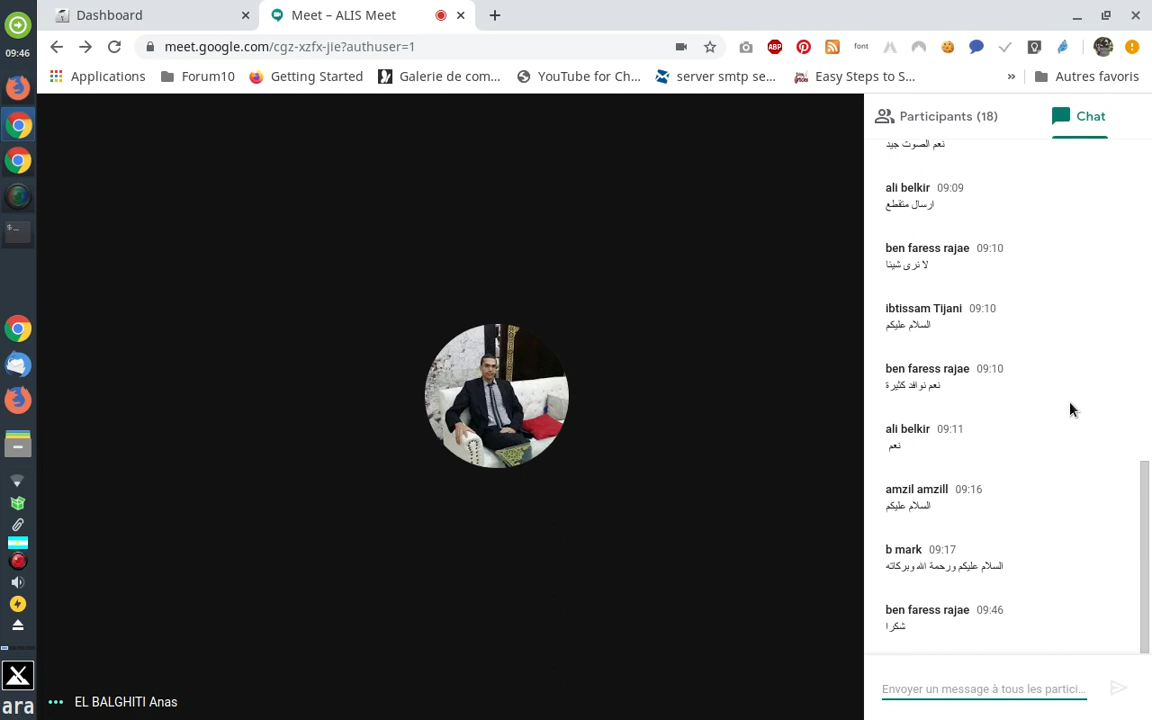 09:46
Dashboard
Meet – ALIS Meet
meet.google.com/cgz-xzfx-jie?authuser=1
ABP
font
Applications
Forum10
Getting Started
Galerie de com...
YouTube for Ch...
server smtp se...
Easy Steps to S...
»
Autres favoris
Participants (18)
Chat
نعم الصوت جيد
ali belkir 09:09
ارسال متقطع
ben faress rajae 09:10
لا نرى شيئا
ibtissam Tijani 09:10
السلام عليكم
ben faress rajae 09:10
نعم نوافد كثيرة
ali belkir 09:11
نعم
amzil amzill 09:16
السلام عليكم
b mark 09:17
السلام عليكم ورحمة الله وبركاته
ben faress rajae 09:46
شكرا
Envoyer un message à tous les partici...
EL BALGHITI Anas
ara